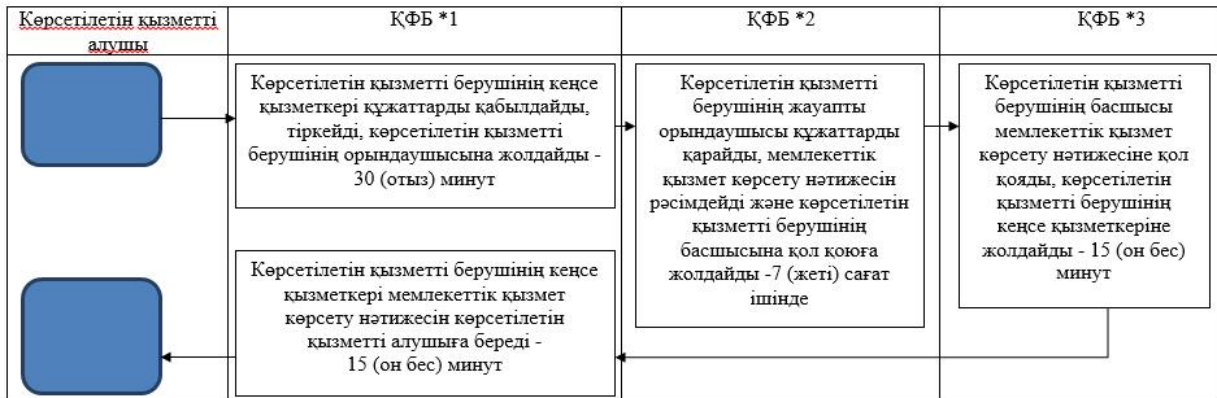 Көрсетілетін қызметті
алушы
ҚФБ *1
ҚФБ *2
ҚФБ *3
Көрсетілетін қызметті берушінің кеңсе
қызметкері құжаттарды қабылдайды,
тіркейді, көрсетілетін қызметті
берушінің орындаушысына жолдайды -
30 (отыз) минут
Көрсетілетін қызметті
берушінің жауапты
орындаушысы құжаттарды
қарайды, мемлекеттік
қызмет көрсету нәтижесін
рәсімдейді және көрсетілетін
қызметті берушінің
басшысына қол қоюға
жолдайды -7 (жеті) сағат
ішінде
Көрсетілетін қызметті
берушінің басшысы
мемлекеттік қызмет
көрсету нәтижесіне қол
қояды, көрсетілетін
қызметті берушінің
кеңсе қызметкеріне
жолдайды - 15 (он бес)
минут
Көрсетілетін қызметті берушінің кеңсе
қызметкері мемлекеттік қызмет
көрсету нәтижесін көрсетілетін
қызметті алушыға береді -
15 (он бес) минут